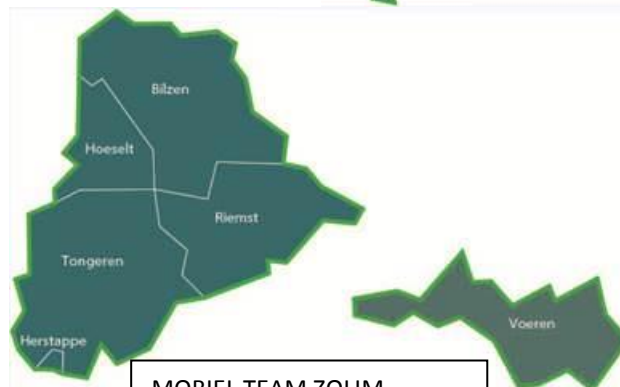 Bilzen
Hoeselt
Riemst
Tongeren
Voeren
Herstappe
MOBIEL TEAM ZOUM